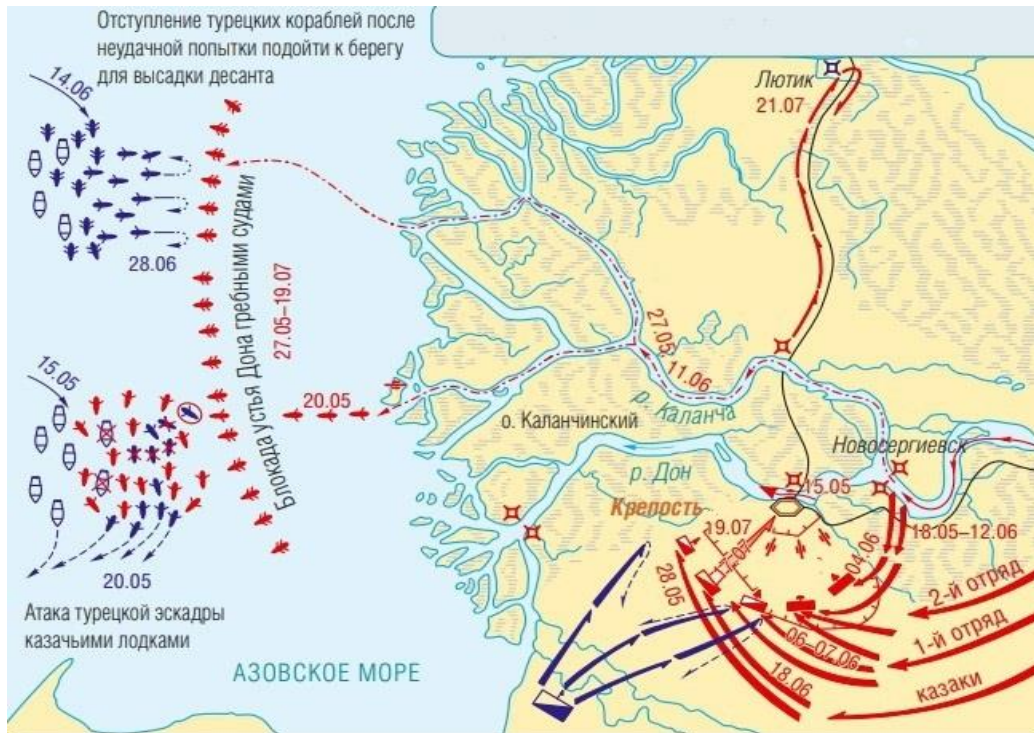 Отступление турецких кораблей после
неудачной попытки подойти к берегу
для высадки десанта
14.06
28.06
Блокада устья Дона гребными судами
27.05–19.07
15.05
20.05
20.05
Атака турецкой эскадры
казачьими лодками
АЗОВСКОЕ МОРЕ
Лютик
21.07
27.05
11.06
р. Каланча
о. Каланчинский
Новосергиевск
р. Дон
Крепость
15.05
18.05–12.06
19.07
17.07
04.06
28.05
06–07.06
18.06
2-й отряд
1-й отряд
казаки